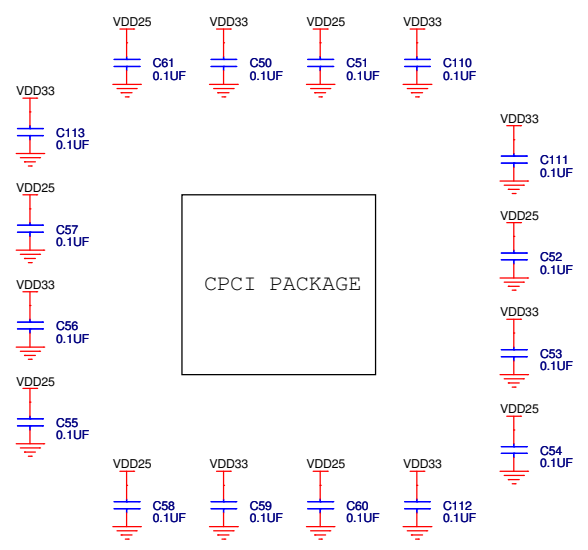 VDD25 VDD33 VDD25 VDD33
C61 C50 C51 C110
0.1UF 0.1UF 0.1UF 0.1UF
VDD33
C113
0.1UF
VDD33
C111
0.1UF
VDD25
C57
0.1UF
VDD25
C52
0.1UF
CPCI PACKAGE
VDD33
C56
0.1UF
VDD33
C53
0.1UF
VDD25
C55
0.1UF
VDD25
C54
0.1UF
VDD25 VDD33 VDD25 VDD33
C58 C59 C60 C112
0.1UF 0.1UF 0.1UF 0.1UF